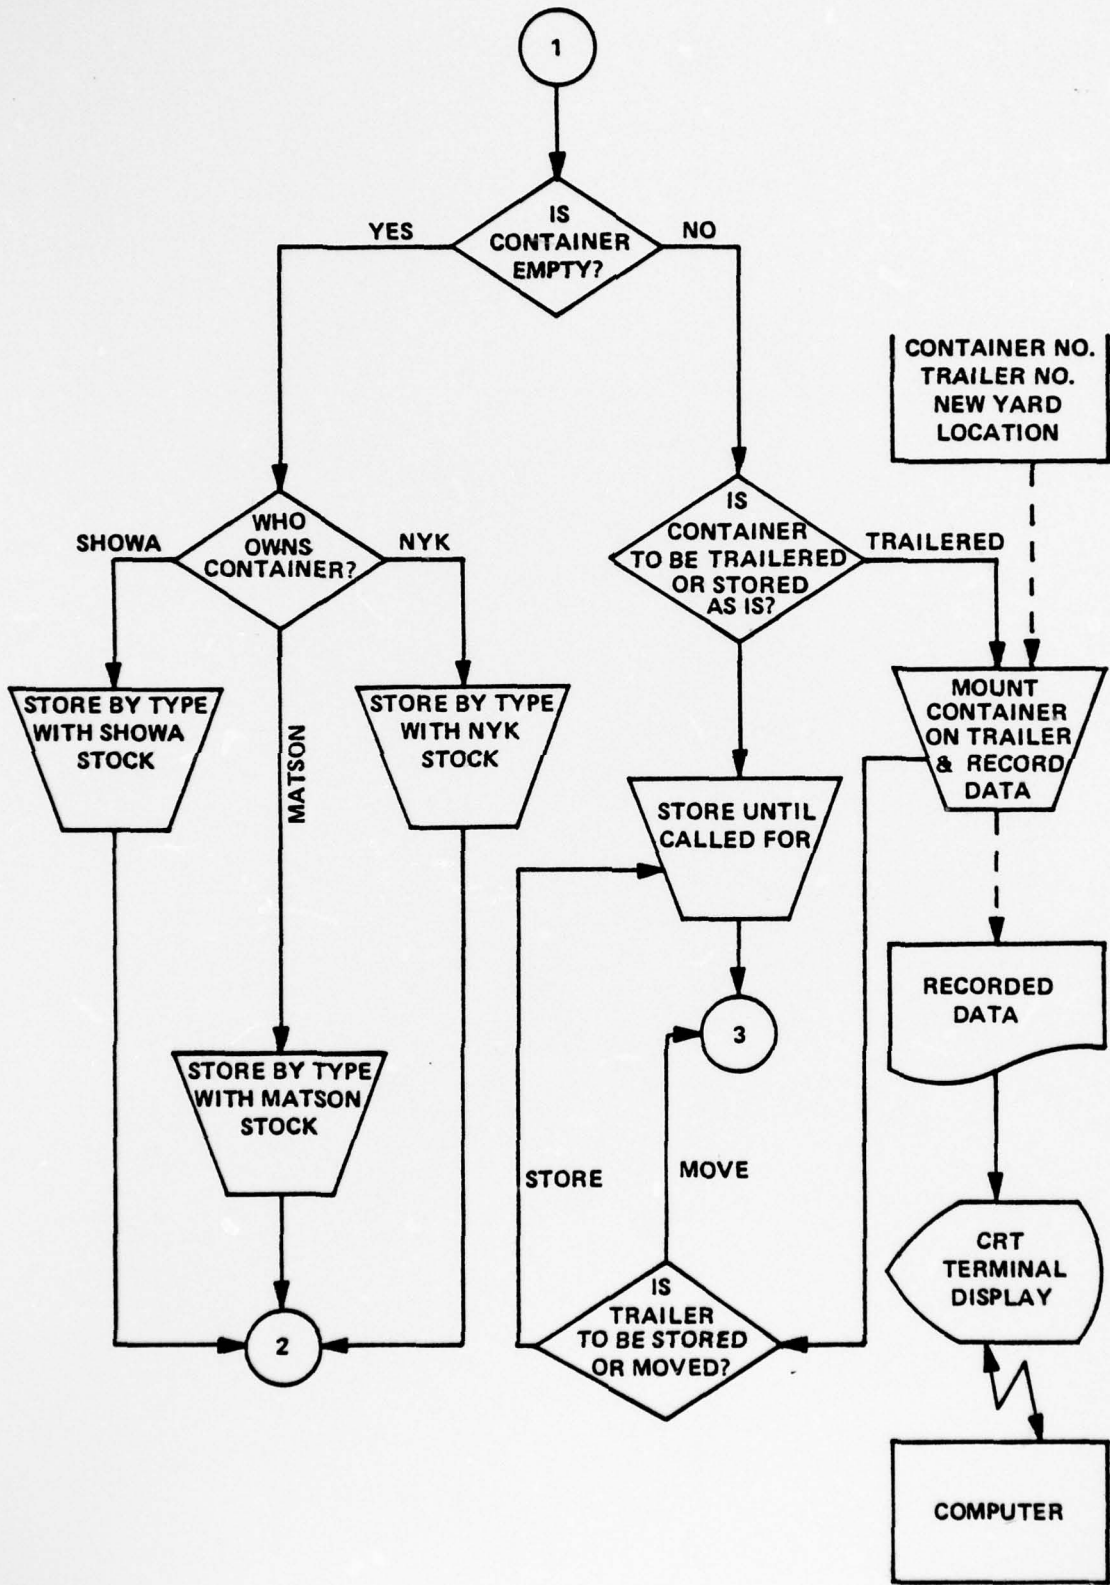 1
IS
CONTAINER
EMPTY?
YES
NO
CONTAINER NO.
TRAILER NO.
NEW YARD
LOCATION
WHO
OWNS
CONTAINER?
SHOWA
NYK
MATSON
IS
CONTAINER
TO BE TRAILERED
OR STORED
AS IS?
TRAILERED
STORE BY TYPE
WITH SHOWA
STOCK
STORE BY TYPE
WITH NYK
STOCK
MOUNT
CONTAINER
ON TRAILER
& RECORD
DATA
STORE UNTIL
CALLED FOR
RECORDED
DATA
3
STORE BY TYPE
WITH MATSON
STOCK
STORE
MOVE
CRT
TERMINAL
DISPLAY
2
IS
TRAILER
TO BE STORED
OR MOVED?
COMPUTER